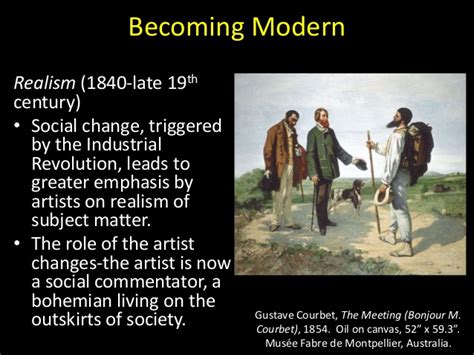 Becoming Modern
Realism (1840-late 19th
century)
• Social change, triggered
by the Industrial
Revolution, leads to
greater emphasis by
artists on realism of
subject matter.
• The role of the artist
changes-the artist is now
a social commentator, a
bohemian living on the
outskirts of society.
Gustave Courbet, The Meeting (Bonjour M.
Courbet), 1854.  Oil on canvas, 52” x 59.3”.
Musée Fabre de Montpellier, Australia.